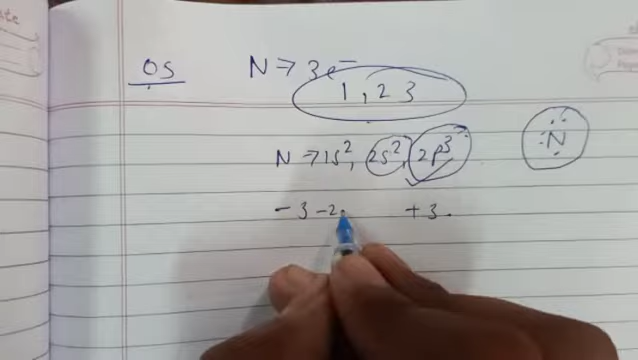 OS N → 3e⁻
1, 2 3
N → 1s², 2s², 2p³ N
- 3 -2 +3